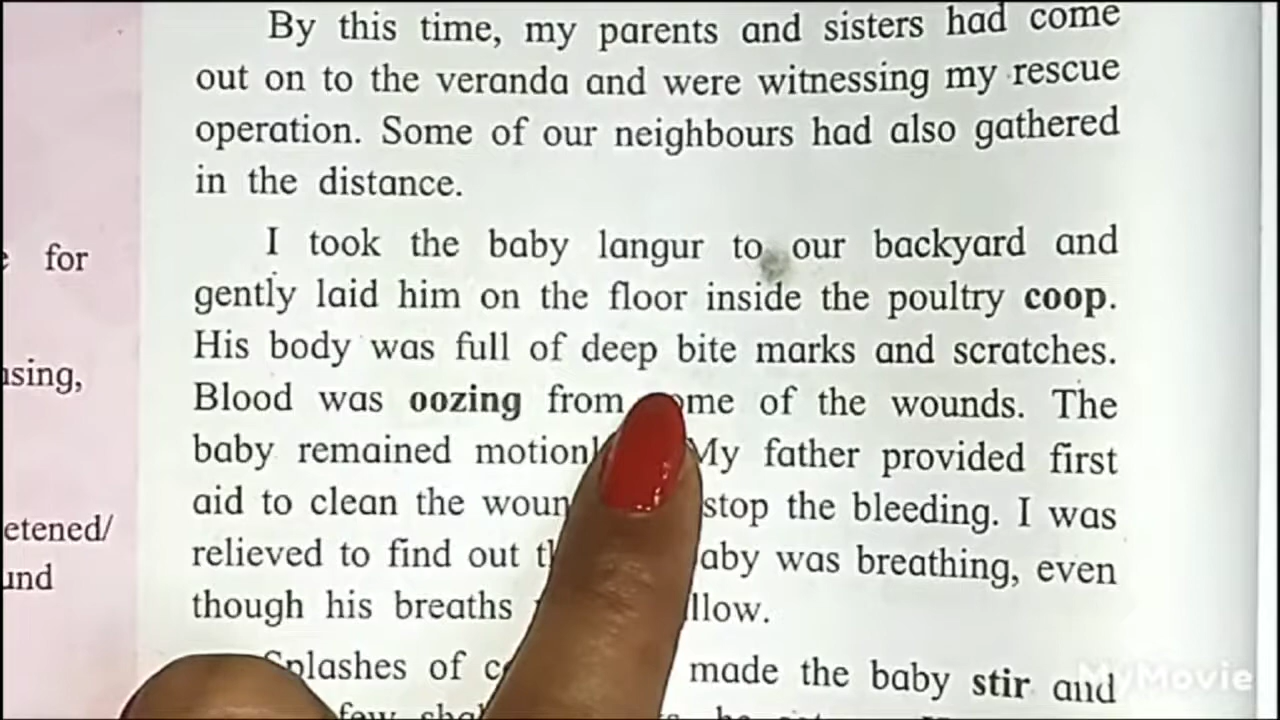 By this time, my parents and sisters had come
out on to the veranda and were witnessing my rescue
operation. Some of our neighbours had also gathered
in the distance.
for
I took the baby langur to our backyard and
gently laid him on the floor inside the poultry coop.
His body was full of deep bite marks and scratches.
Blood was oozing from some of the wounds. The
baby remained My father provided first
aid to clean the stop the bleeding. I was
relieved to find out baby was breathing, even
though his breaths
etened/
Splashes of made the baby stir and
few
MyMovie